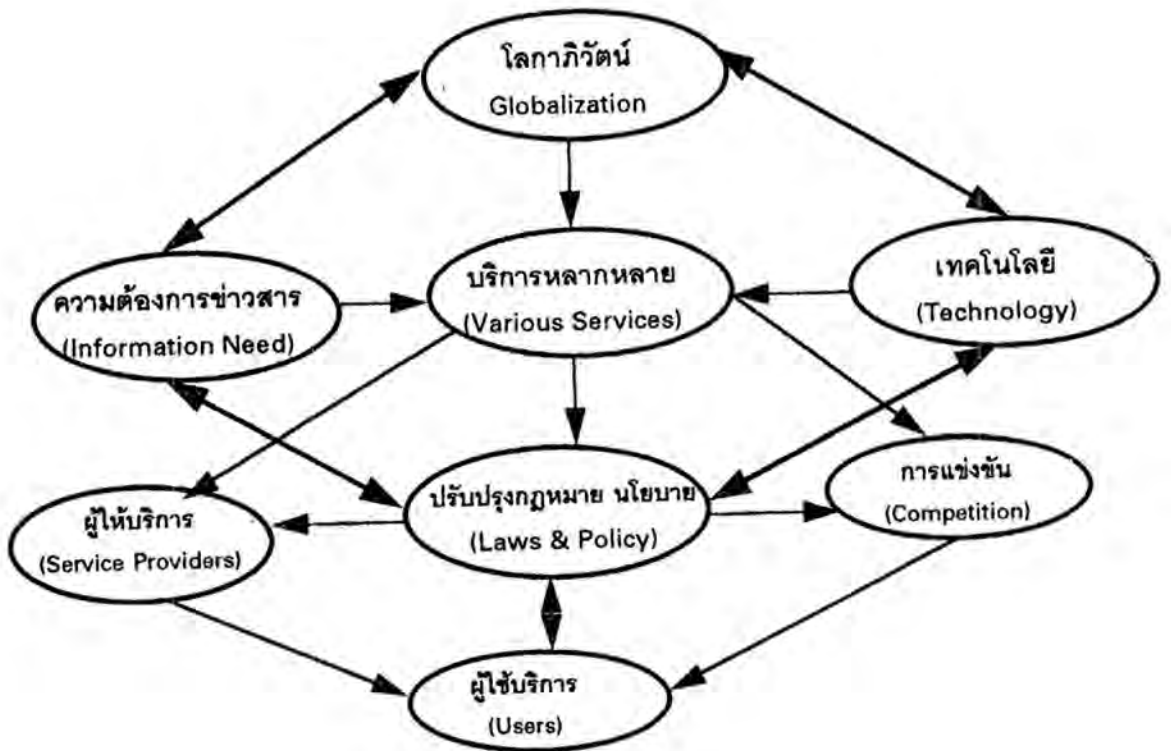 โลกาภิวัตน์
Globalization
ความต้องการข่าวสาร
(Information Need)
บริการหลากหลาย
(Various Services)
เทคโนโลยี
(Technology)
ผู้ให้บริการ
(Service Providers)
ปรับปรุงกฎหมาย นโยบาย
(Laws & Policy)
การแข่งขัน
(Competition)
ผู้ใช้บริการ
(Users)